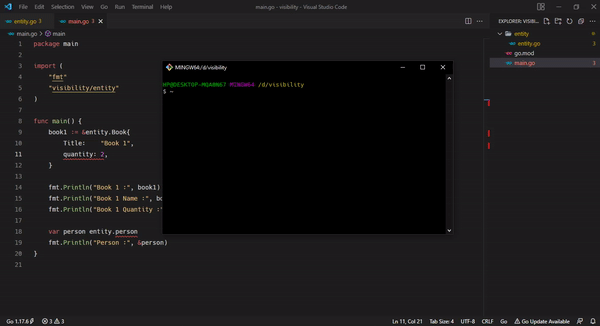 File Edit Selection View Go Run Terminal Help
main.go - visibility - Visual Studio Code
entity.go 3
main.go 3
EXPLORER: VISIBI...
main.go > main
entity
entity.go 3
go.mod
main.go 3
1 package main
2
3 import (
4 "fmt"
5 "visibility/entity"
6 )
7
8 func main() {
9 book1 := &entity.Book{
10 Title: "Book 1",
11 quantity: 2,
12 }
13
14 fmt.Println("Book 1 :", book1)
15 fmt.Println("Book 1 Name :", bo
16 fmt.Println("Book 1 Quantity :"
17
18 var person entity.person
19 fmt.Println("Person :", &person)
20 }
21
MINGW64:/d/visibility
MINGW64 /d/visibility
$ ~
Go 1.17.6
3 3
Ln 11, Col 21 Tab Size: 4 UTF-8 CRLF Go Go Update Available